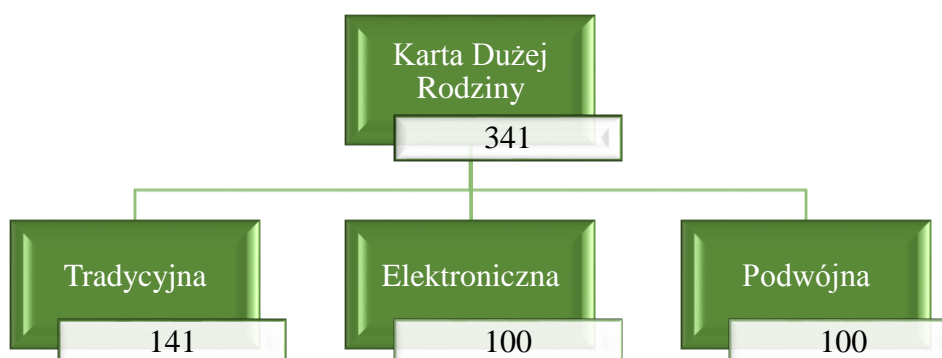 Karta Dużej
Rodziny
341
Tradycyjna
Elektroniczna
Podwójna
141
100
100